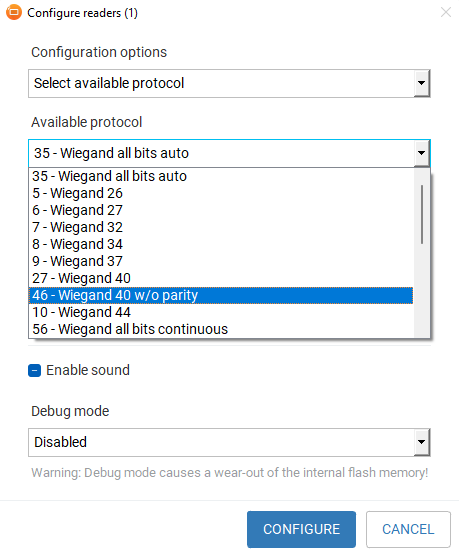 Configure readers (1)
Configuration options
Select available protocol
Available protocol
35 - Wiegand all bits auto
35 - Wiegand all bits auto
5 - Wiegand 26
6 - Wiegand 27
7 - Wiegand 32
8 - Wiegand 34
9 - Wiegand 37
27 - Wiegand 40
46 - Wiegand 40 w/o parity
10 - Wiegand 44
56 - Wiegand all bits continuous
Enable sound
Debug mode
Disabled
Warning: Debug mode causes a wear-out of the internal flash memory!
CONFIGURE
CANCEL